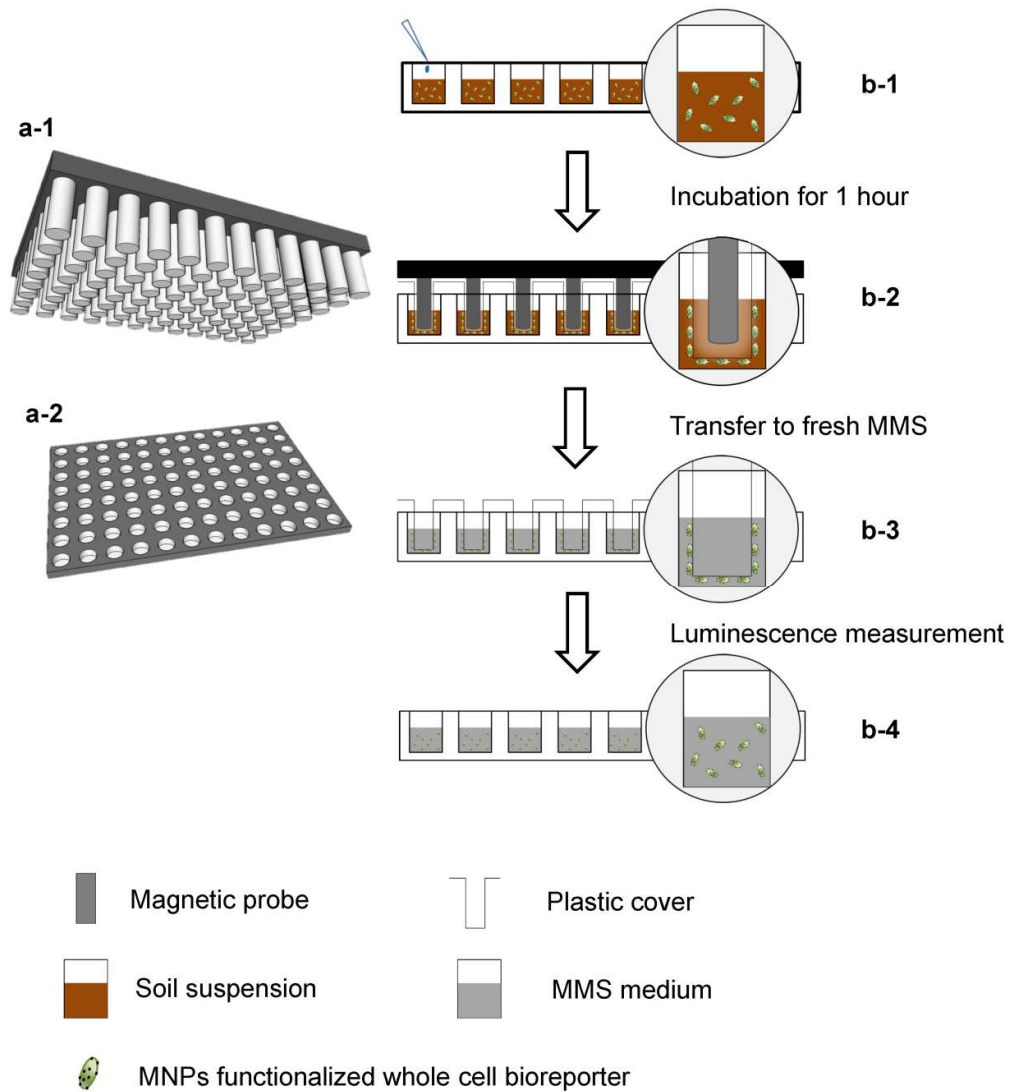 b-1
a-1
Incubation for 1 hour
b-2
a-2
Transfer to fresh MMS
b-3
Luminescence measurement
b-4
Magnetic probe
Plastic cover
Soil suspension
MMS medium
MNPs functionalized whole cell bioreporter